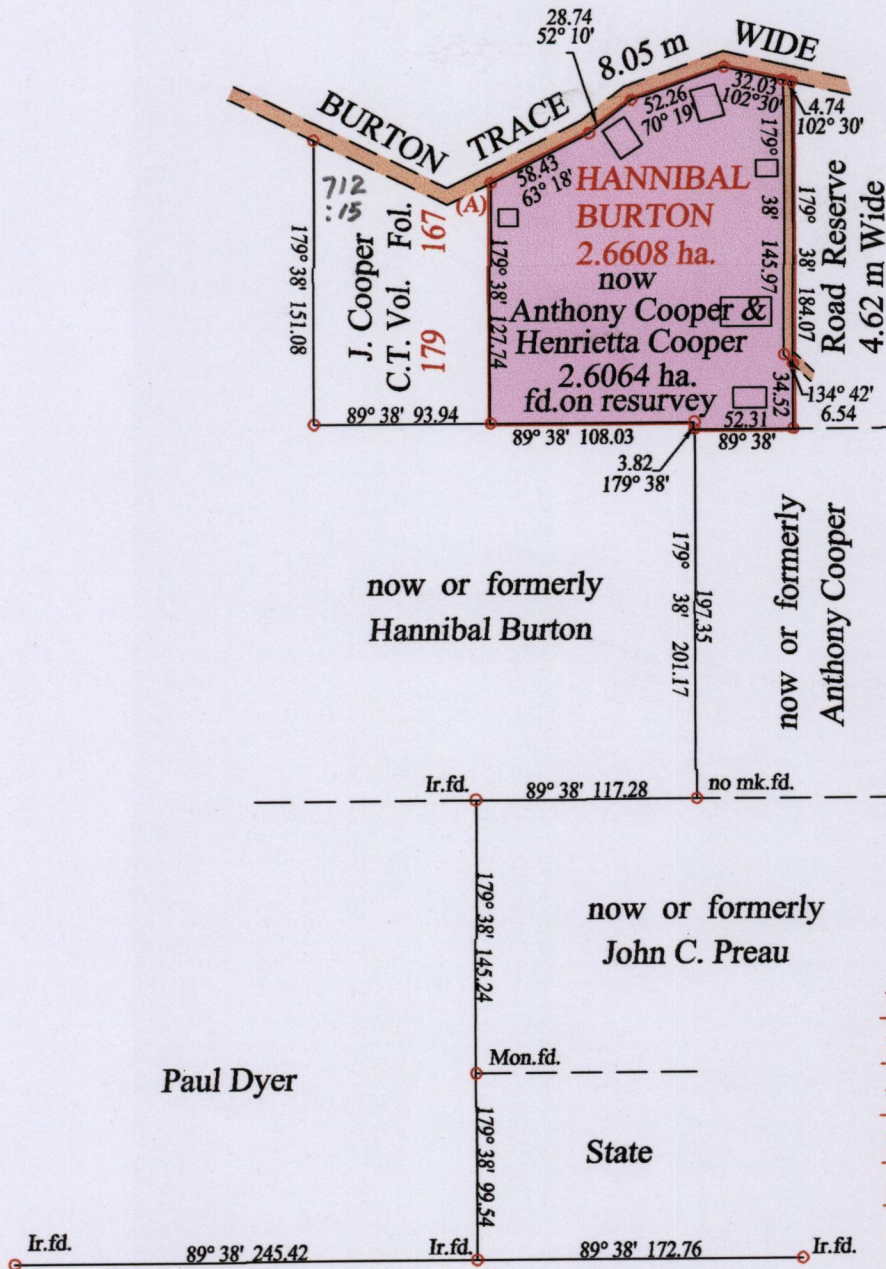 28.74
52° 10'
BURTON TRACE 8.05 m WIDE
32.03
102°30'
4.74
102° 30'
52.26
70° 19'
58.43
63° 18'
(A)
712
:15
179° 38' 151.08
J. Cooper
C.T. Vol. Fol.
179 167
179° 38' 127.74
HANNIBAL
BURTON
2.6608 ha.
now
Anthony Cooper &
Henrietta Cooper
2.6064 ha.
fd.on resurvey
179° 38' 145.97
179° 38' 184.07
Road Reserve
4.62 m Wide
134° 42'
6.54
34.52
52.31
89° 38'
89° 38' 93.94
89° 38' 108.03
3.82
179° 38'
now or formerly
Hannibal Burton
197.35
179° 38' 201.17
now or formerly
Anthony Cooper
Ir.fd.
89° 38' 117.28
no mk.fd.
179° 38' 145.24
now or formerly
John C. Preau
Mon.fd.
Paul Dyer
179° 38' 99.54
State
Ir.fd.
89° 38' 245.42
Ir.fd.
89° 38' 172.76
Ir.fd.